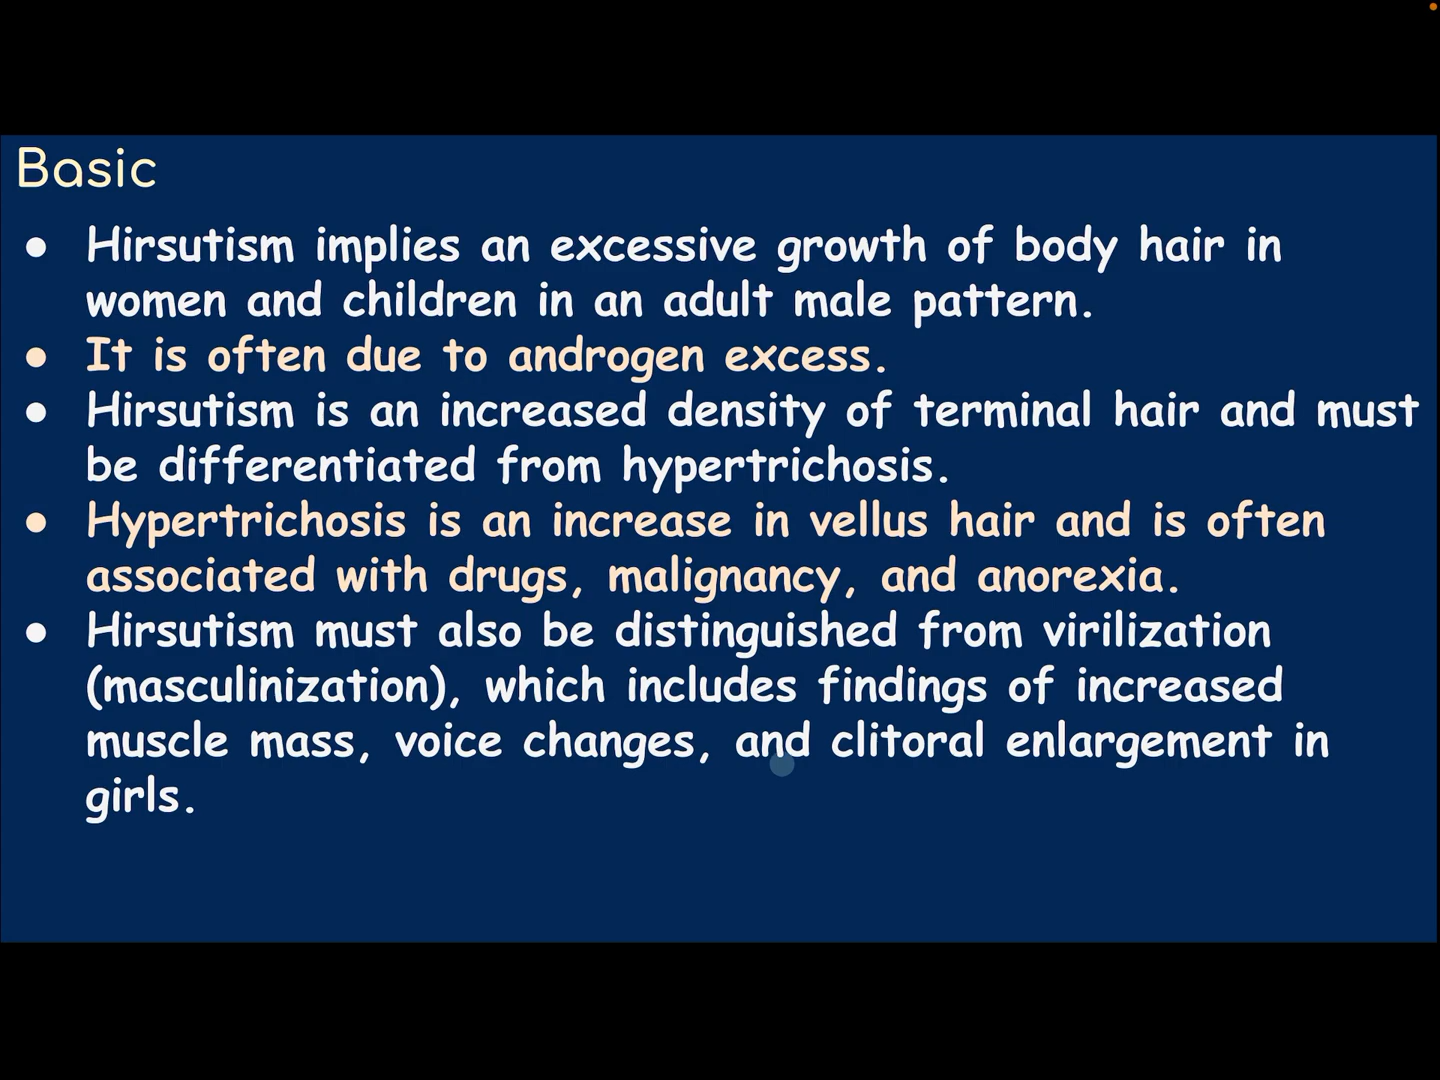 Basic
● Hirsutism implies an excessive growth of body hair in
women and children in an adult male pattern.
● It is often due to androgen excess.
● Hirsutism is an increased density of terminal hair and must
be differentiated from hypertrichosis.
● Hypertrichosis is an increase in vellus hair and is often
associated with drugs, malignancy, and anorexia.
● Hirsutism must also be distinguished from virilization
(masculinization), which includes findings of increased
muscle mass, voice changes, and clitoral enlargement in
girls.